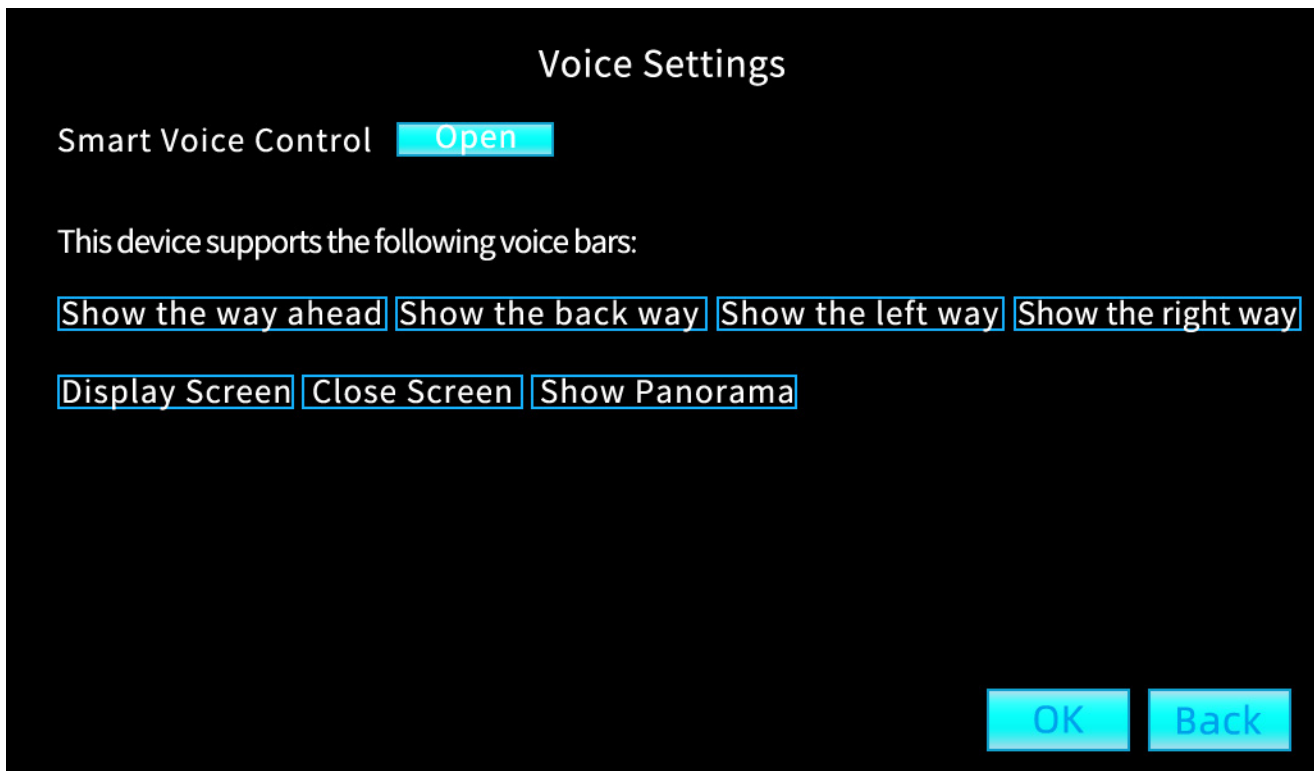 Voice Settings
Smart Voice Control Open
This device supports the following voice bars:
Show the way ahead Show the back way Show the left way Show the right way
Display Screen Close Screen Show Panorama
OK Back